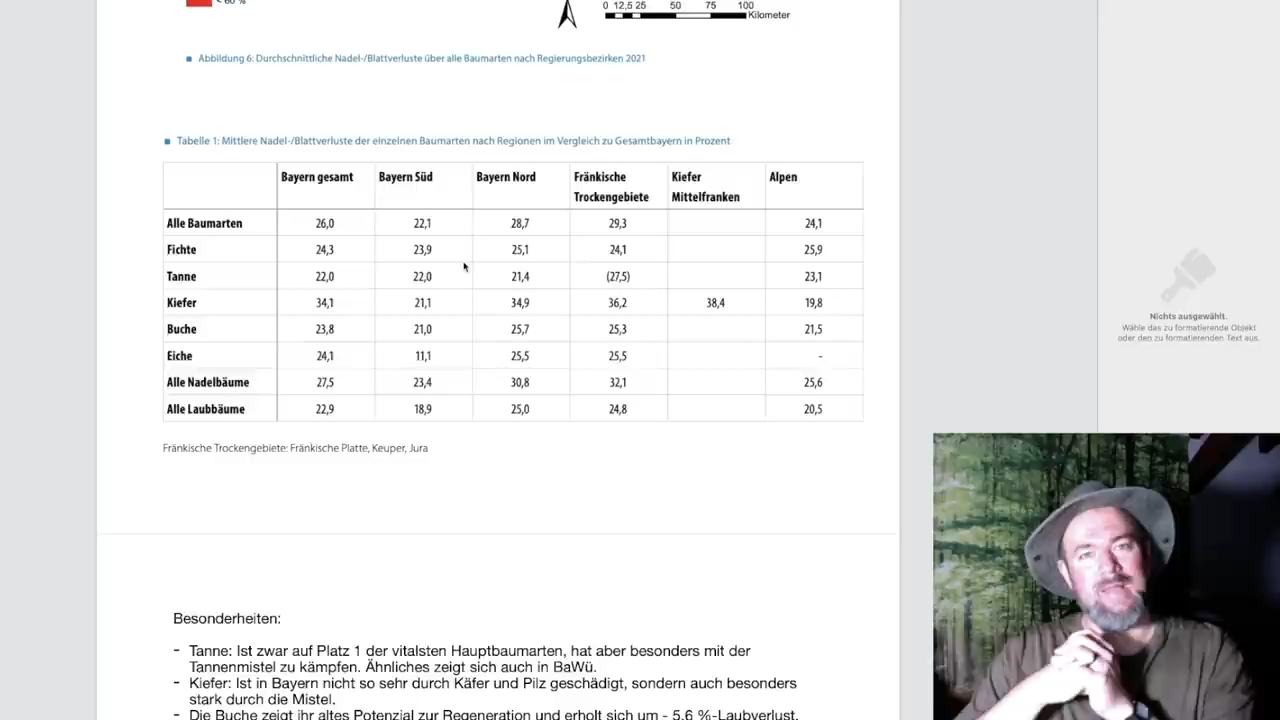 < 60 %
0 12,5 25 50 75 100
Kilometer
Abbildung 6: Durchschnittliche Nadel-/Blattverluste über alle Baumarten nach Regierungsbezirken 2021
Tabelle 1: Mittlere Nadel-/Blattverluste der einzelnen Baumarten nach Regionen im Vergleich zu Gesamtbayern in Prozent
Bayern gesamt Bayern Süd Bayern Nord Fränkische Trockengebiete Kiefer Mittelfranken Alpen
Alle Baumarten 26,0 22,1 28,7 29,3 24,1
Fichte 24,3 23,9 25,1 24,1 25,9
Tanne 22,0 22,0 21,4 (27,5) 23,1
Kiefer 34,1 21,1 34,9 36,2 38,4 19,8
Buche 23,8 21,0 25,7 25,3 21,5
Eiche 24,1 11,1 25,5 25,5 -
Alle Nadelbäume 27,5 23,4 30,8 32,1 25,6
Alle Laubbäume 22,9 18,9 25,0 24,8 20,5
Fränkische Trockengebiete: Fränkische Platte, Keuper, Jura
Nichts ausgewählt.
Wähle das zu formatierende Objekt
oder den zu formatierenden Text aus.
Besonderheiten:
- Tanne: Ist zwar auf Platz 1 der vitalsten Hauptbaumarten, hat aber besonders mit der
Tannenmistel zu kämpfen. Ähnliches zeigt sich auch in BaWü.
- Kiefer: Ist in Bayern nicht so sehr durch Käfer und Pilz geschädigt, sondern auch besonders
stark durch die Mistel.
- Die Buche zeigt ihr altes Potenzial zur Regeneration und erholt sich um - 5,6 %-Laubverlust.